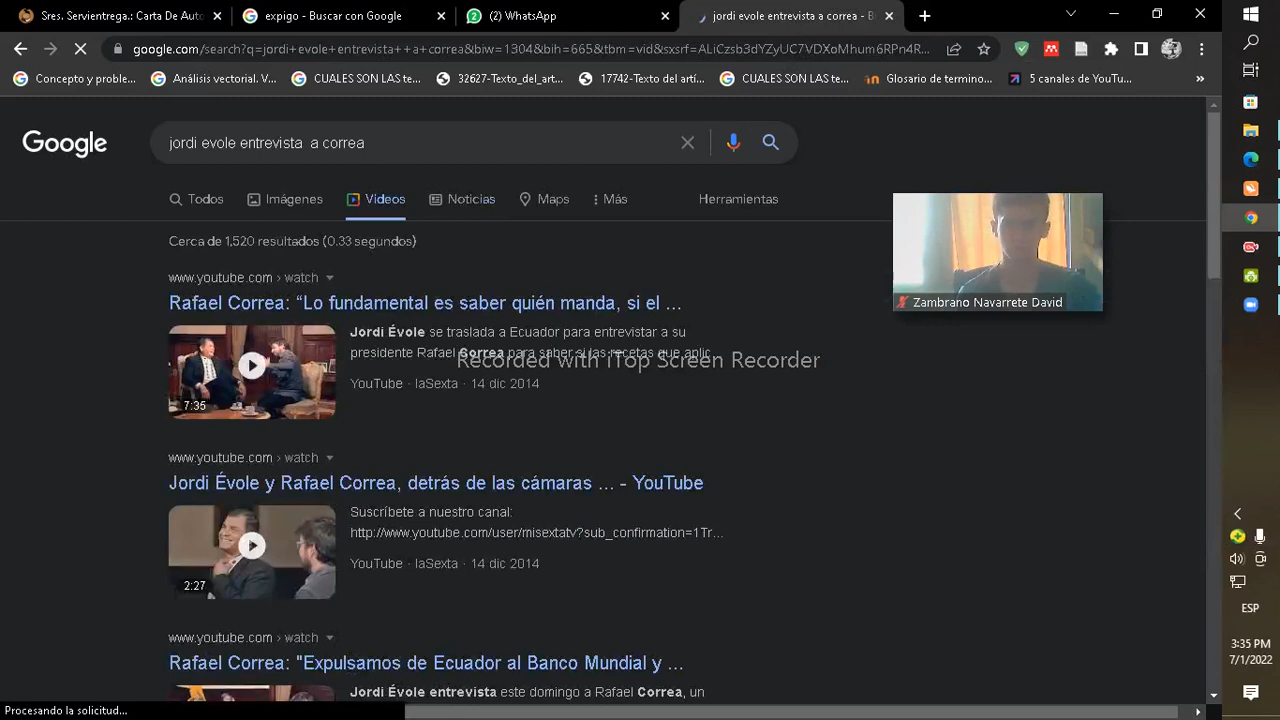 Sres. Servientrega.: Carta De Auto
expigo - Buscar con Google
(2) WhatsApp
jordi evole entrevista a correa - B
google.com/search?q=jordi+evole+entrevista++a+correa&biw=1304&bih=665&tbm=vid&sxsrf=ALiCzsb3dYZyUC7VDXoMhum6RPn4R...
Concepto y proble...
Análisis vectorial. V...
CUALES SON LAS te...
32627-Texto_del_ar...
17742-Texto del artí...
CUALES SON LAS te...
Glosario de termino...
5 canales de YouTu...
Google
jordi evole entrevista  a correa
Todos
Imágenes
Videos
Noticias
Maps
Más
Herramientas
Cerca de 1,520 resultados (0.33 segundos)
www.youtube.com › watch
Rafael Correa: “Lo fundamental es saber quién manda, si el ...
7:35
Jordi Évole se traslada a Ecuador para entrevistar a su
presidente Rafael Correa para saber si las recetas que aplic...
YouTube · laSexta · 14 dic 2014
Recorded with iTop Screen Recorder
Zambrano Navarrete David
www.youtube.com › watch
Jordi Évole y Rafael Correa, detrás de las cámaras ... - YouTube
2:27
Suscríbete a nuestro canal:
http://www.youtube.com/user/misextatv?sub_confirmation=1Tr...
YouTube · laSexta · 14 dic 2014
www.youtube.com › watch
Rafael Correa: "Expulsamos de Ecuador al Banco Mundial y ...
Jordi Évole entrevista este domingo a Rafael Correa, un
Procesando la solicitud...
ESP
3:35 PM
7/1/2022